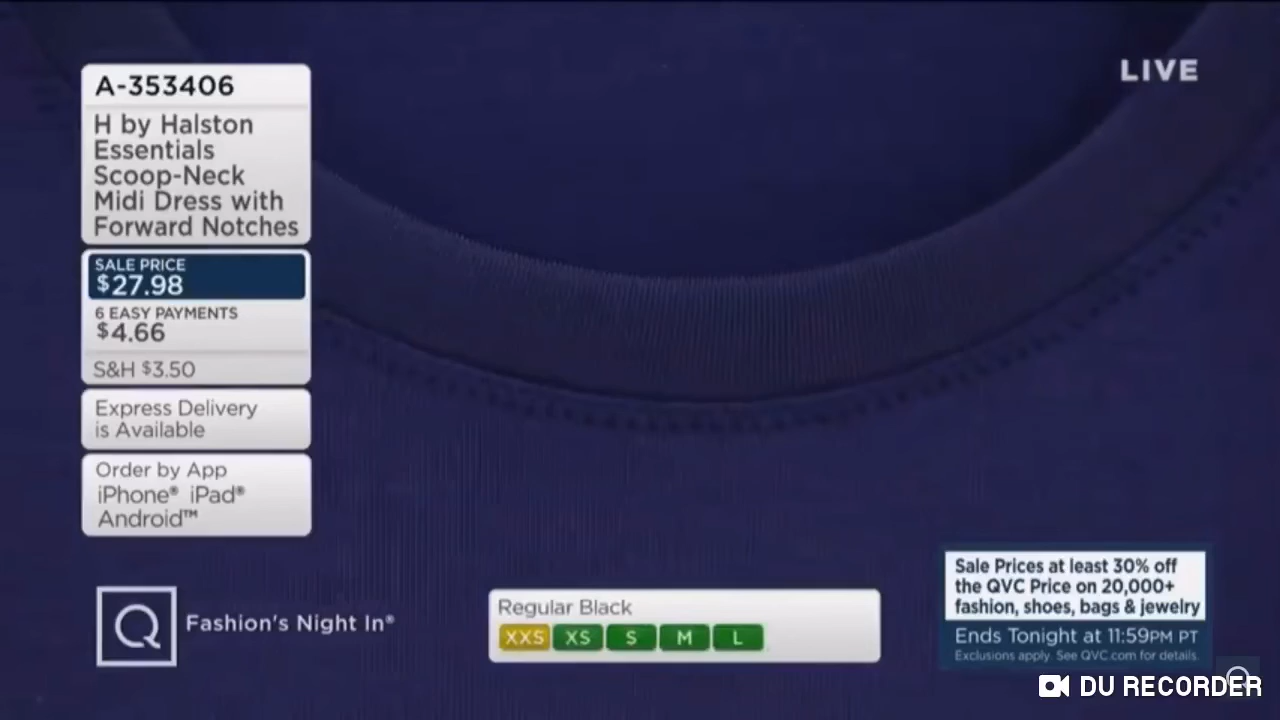 A-353406
H by Halston
Essentials
Scoop-Neck
Midi Dress with
Forward Notches
SALE PRICE
$27.98
6 EASY PAYMENTS
$4.66
S&H $3.50
Express Delivery
is Available
Order by App
iPhone® iPad®
Android™
LIVE
Q Fashion's Night In®
Regular Black
XXS XS S M L
Sale Prices at least 30% off
the QVC Price on 20,000+
fashion, shoes, bags & jewelry
Ends Tonight at 11:59PM PT
Exclusions apply. See QVC.com for details.
DU RECORDER